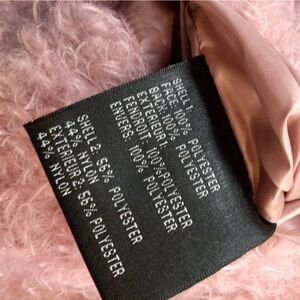 SHELL 1:
FACE: 100% POLYESTER
BACK: 100% POLYESTER
EXTERIEUR 1:
FENDROIT: 100% POLYESTER
ENVERS: 100% POLYESTER
SHELL 2: 56% POLYESTER
44% NYLON
EXTERIEUR 2: 56% POLYESTER
44% NYLON